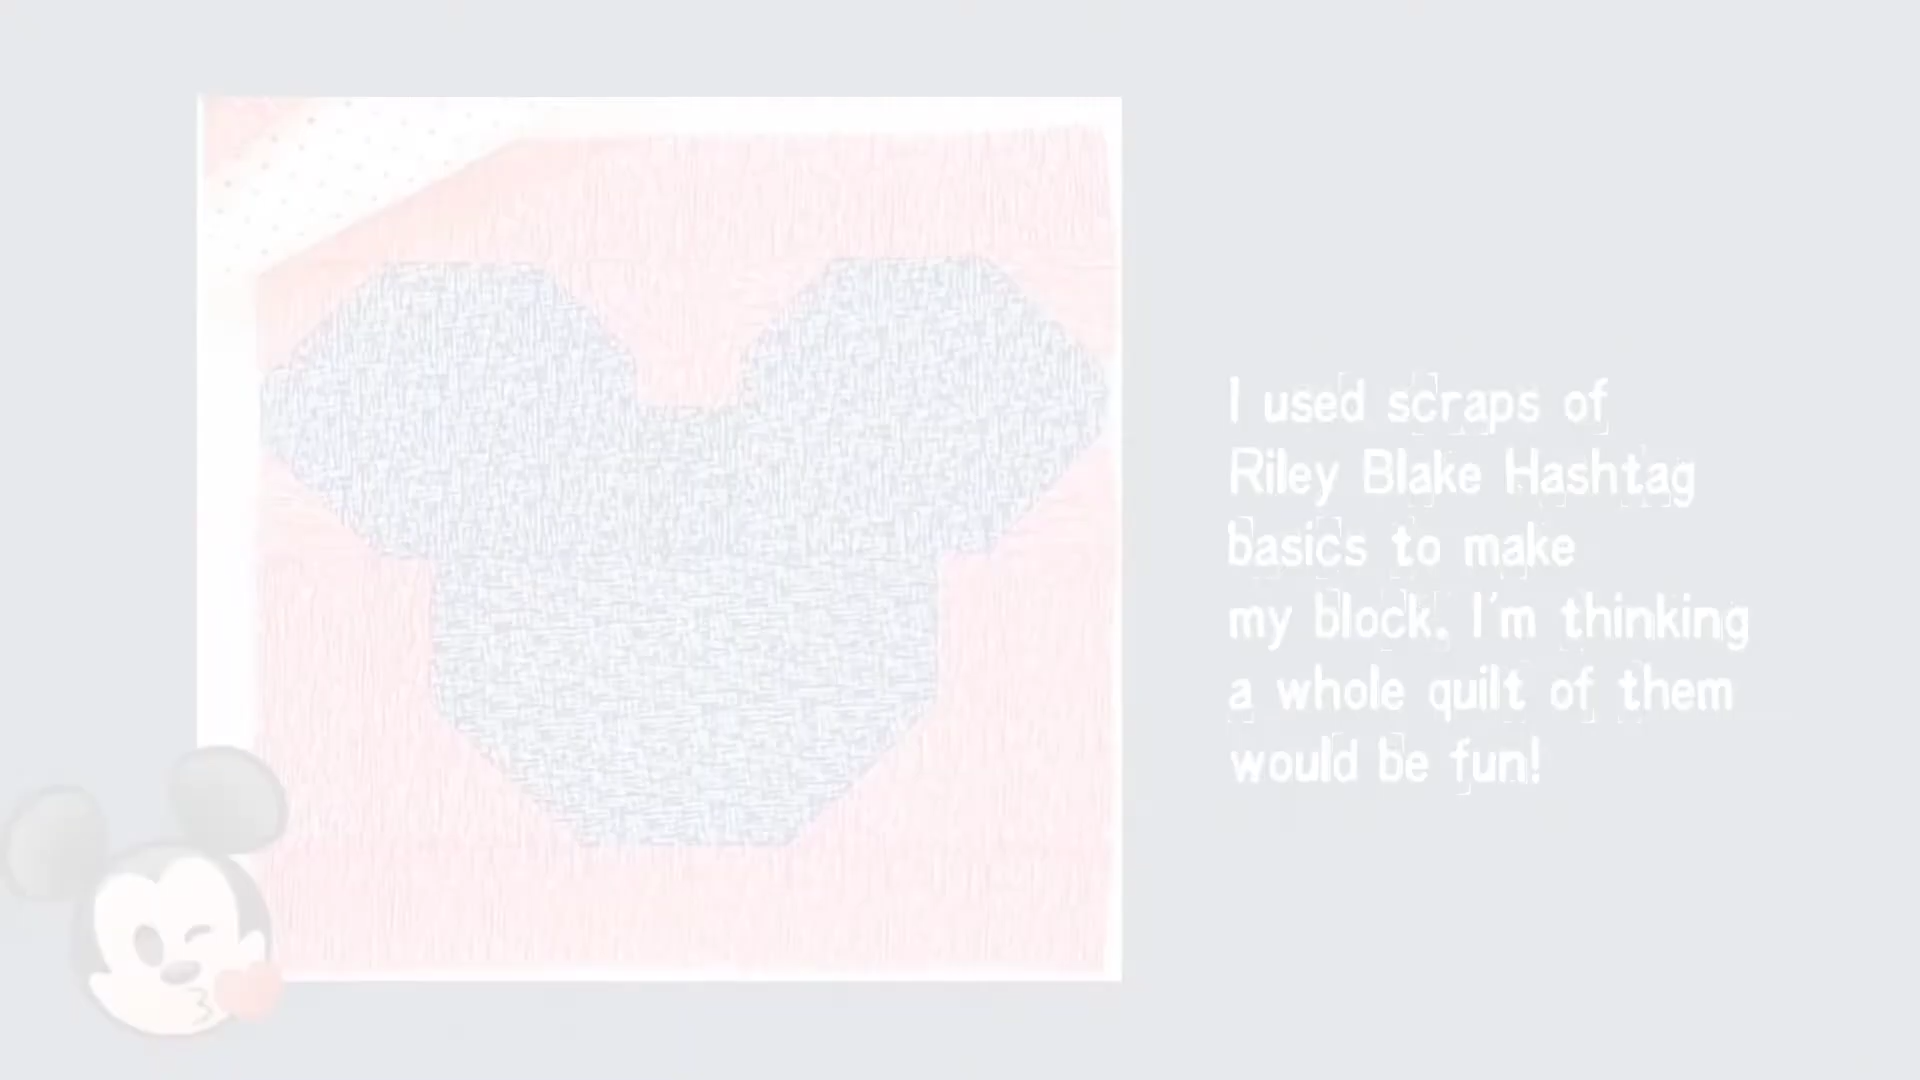 I used scraps of
Riley Blake Hashtag
basics to make
my block. I'm thinking
a whole quilt of them
would be fun!